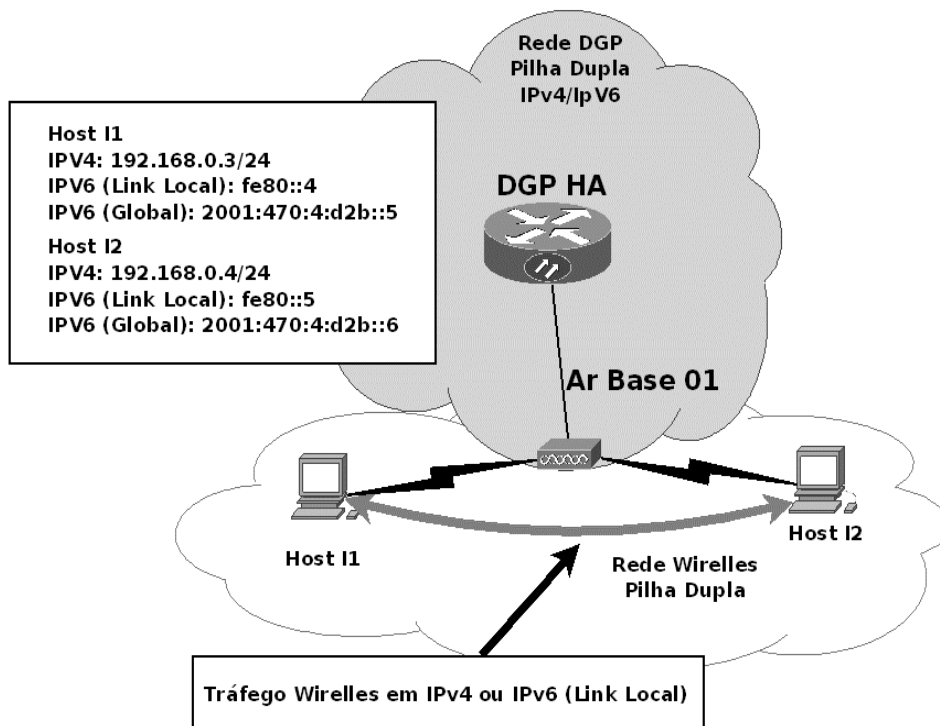 Rede DGP
Pilha Dupla
IPv4/IpV6
Host I1
IPV4: 192.168.0.3/24
IPV6 (Link Local): fe80::4
IPV6 (Global): 2001:470:4:d2b::5
Host I2
IPV4: 192.168.0.4/24
IPV6 (Link Local): fe80::5
IPV6 (Global): 2001:470:4:d2b::6
DGP HA
Ar Base 01
Host I1
Host I2
Rede Wirelles
Pilha Dupla
Tráfego Wirelles em IPv4 ou IPv6 (Link Local)